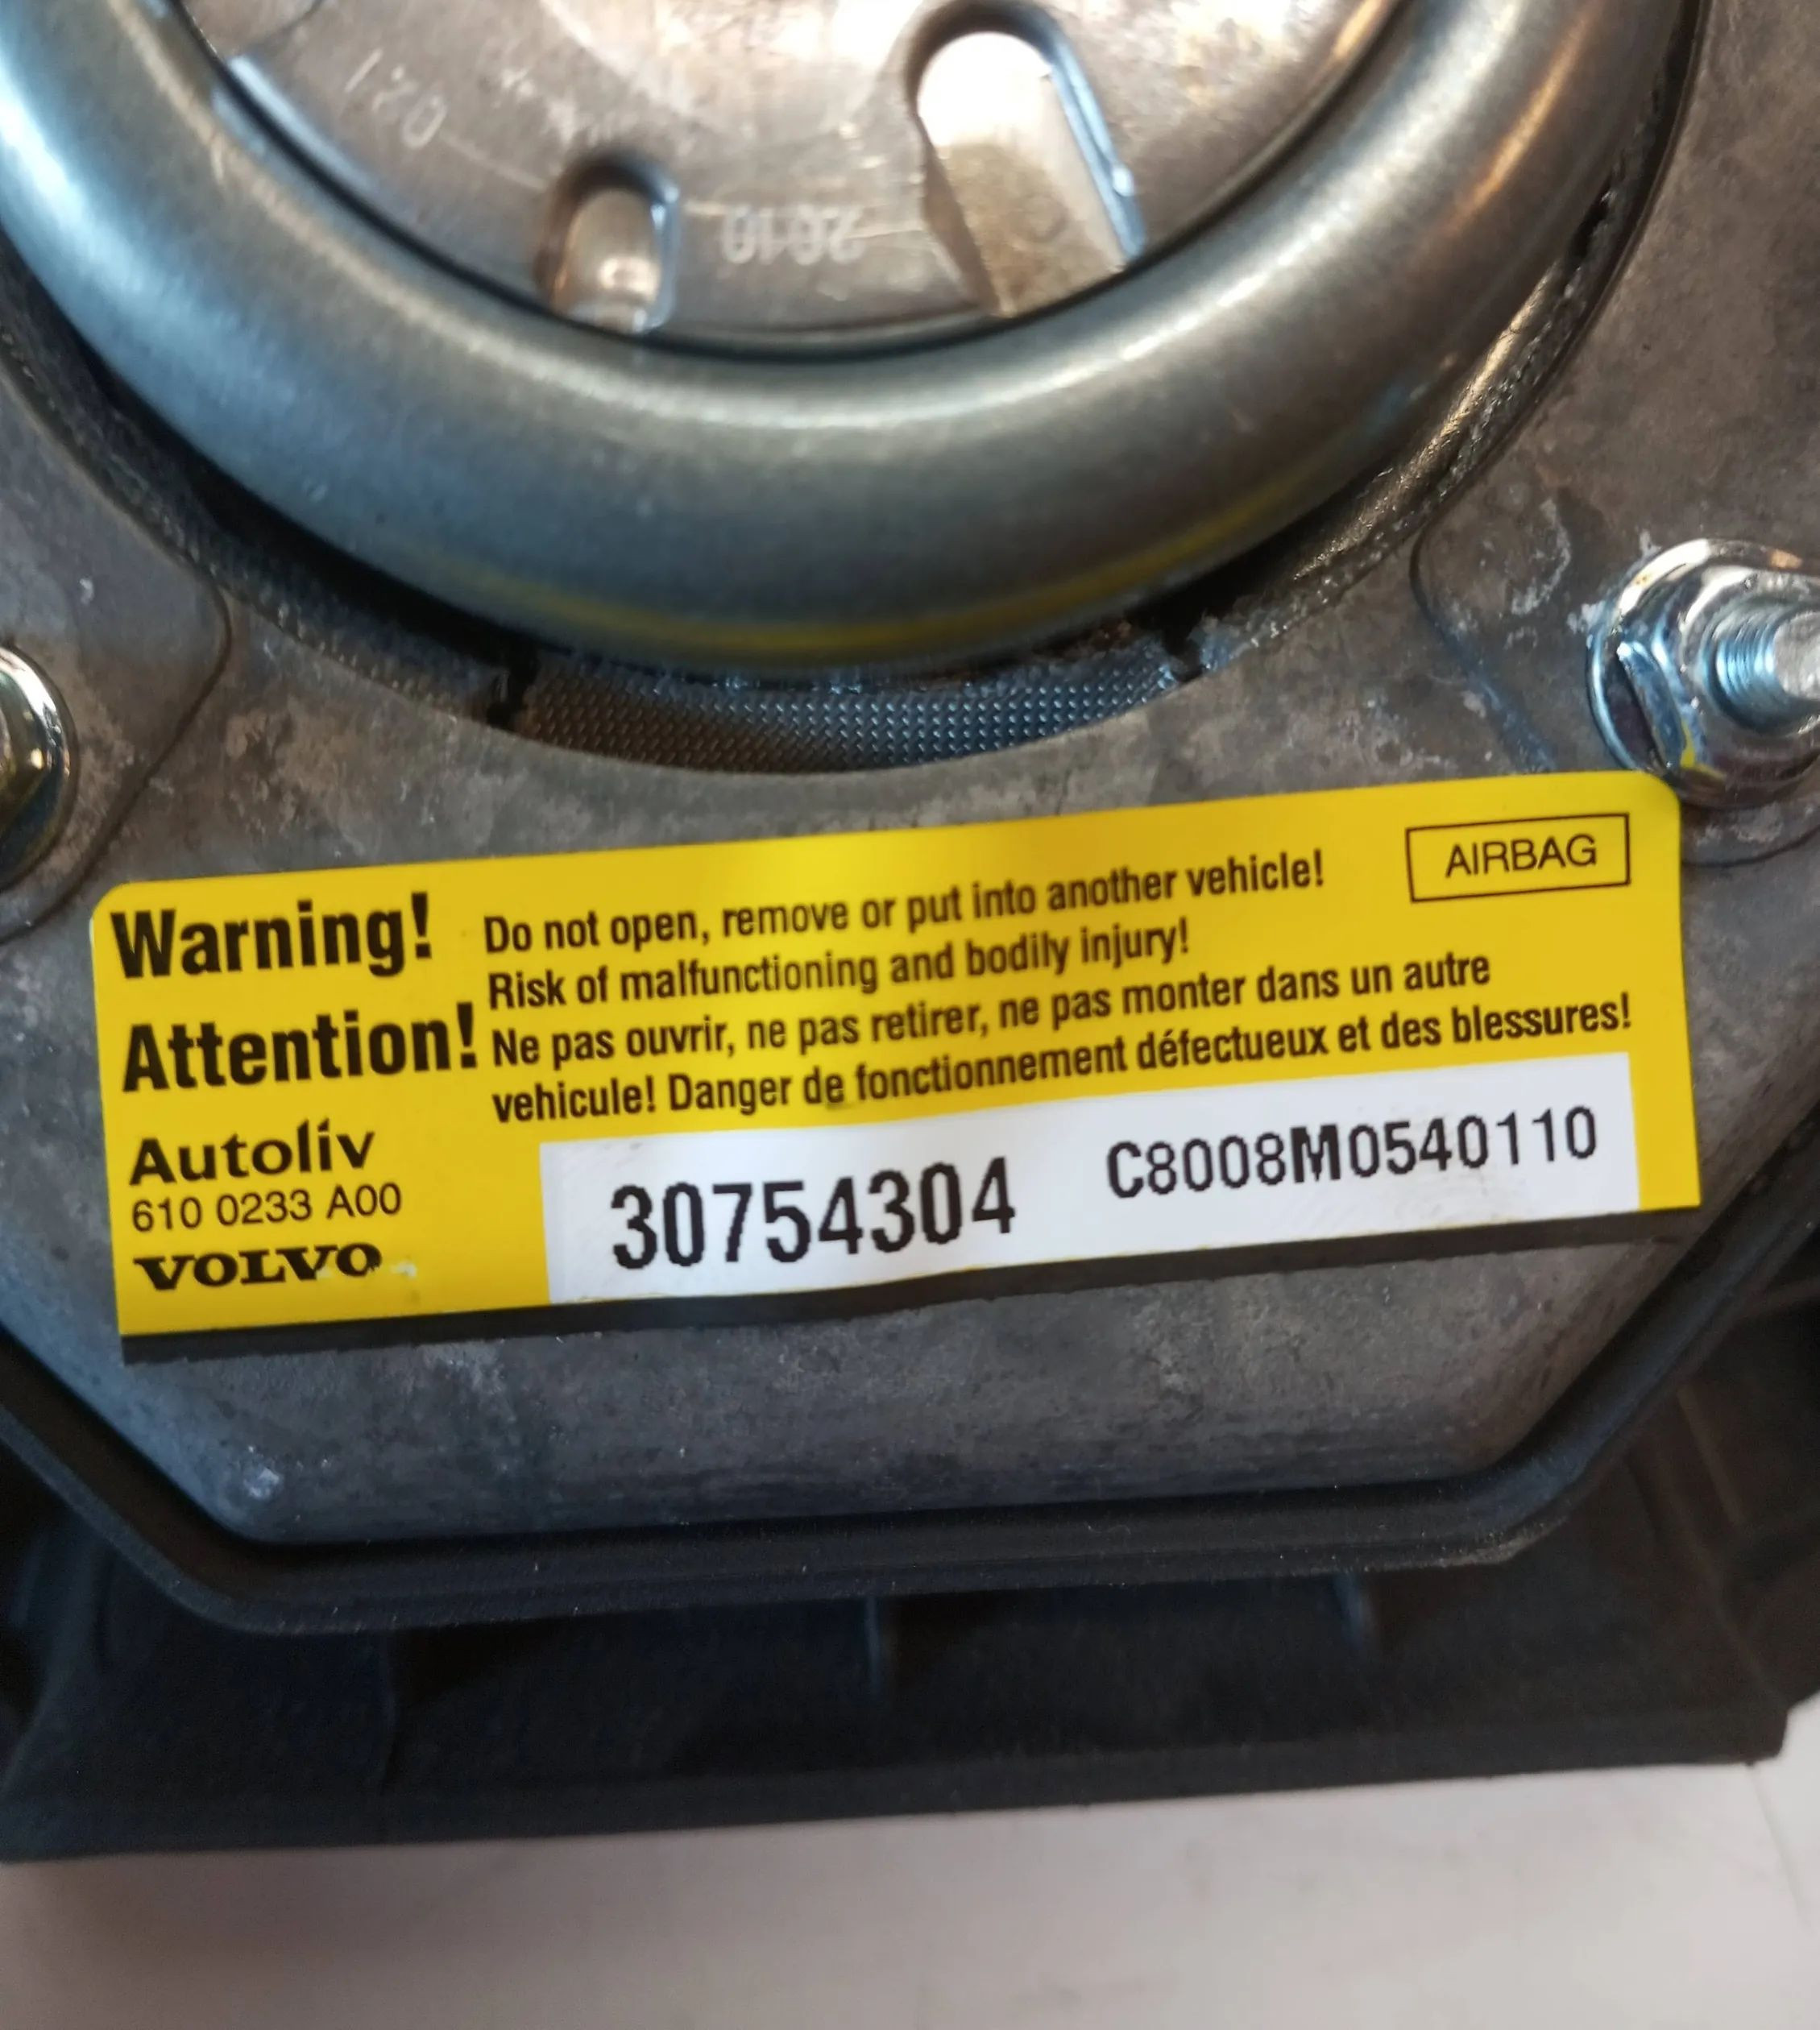 Warning!
Do not open, remove or put into another vehicle!
AIRBAG
Risk of malfunctioning and bodily injury!
Attention!
Ne pas ouvrir, ne pas retirer, ne pas monter dans un autre
vehicule! Danger de fonctionnement défectueux et des blessures!
Autoliv
610 0233 A00
VOLVO
30754304
C8008M0540110